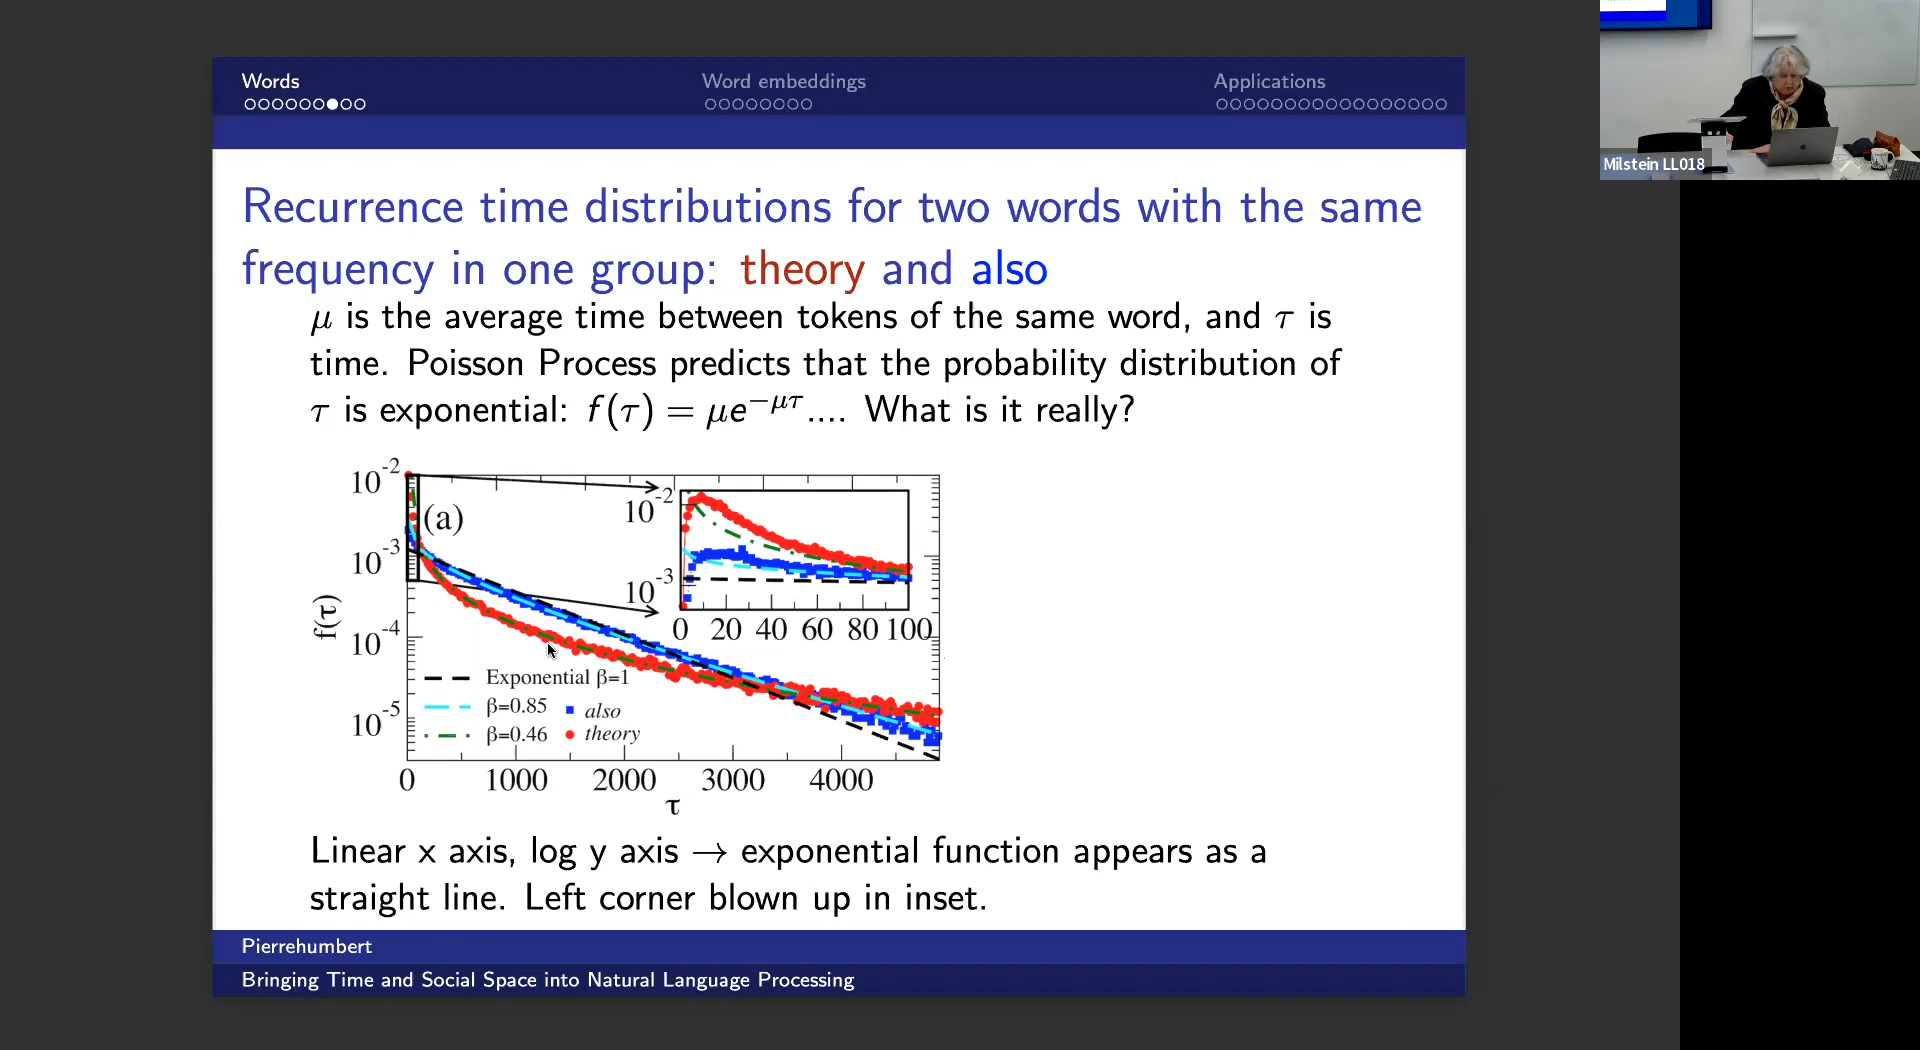 Words
Word embeddings
Applications
Milstein LL018
Recurrence time distributions for two words with the same
frequency in one group: theory and also
μ is the average time between tokens of the same word, and τ is
time. Poisson Process predicts that the probability distribution of
τ is exponential: f(τ) = μe^{−μτ}.... What is it really?
10^-2
(a)
10^-3
10^-4
10^-5
f(τ)
10^-2
10^-3
0 20 40 60 80 100
Exponential β=1
β=0.85 also
β=0.46 theory
0 1000 2000 3000 4000
τ
Linear x axis, log y axis → exponential function appears as a
straight line. Left corner blown up in inset.
Pierrehumbert
Bringing Time and Social Space into Natural Language Processing